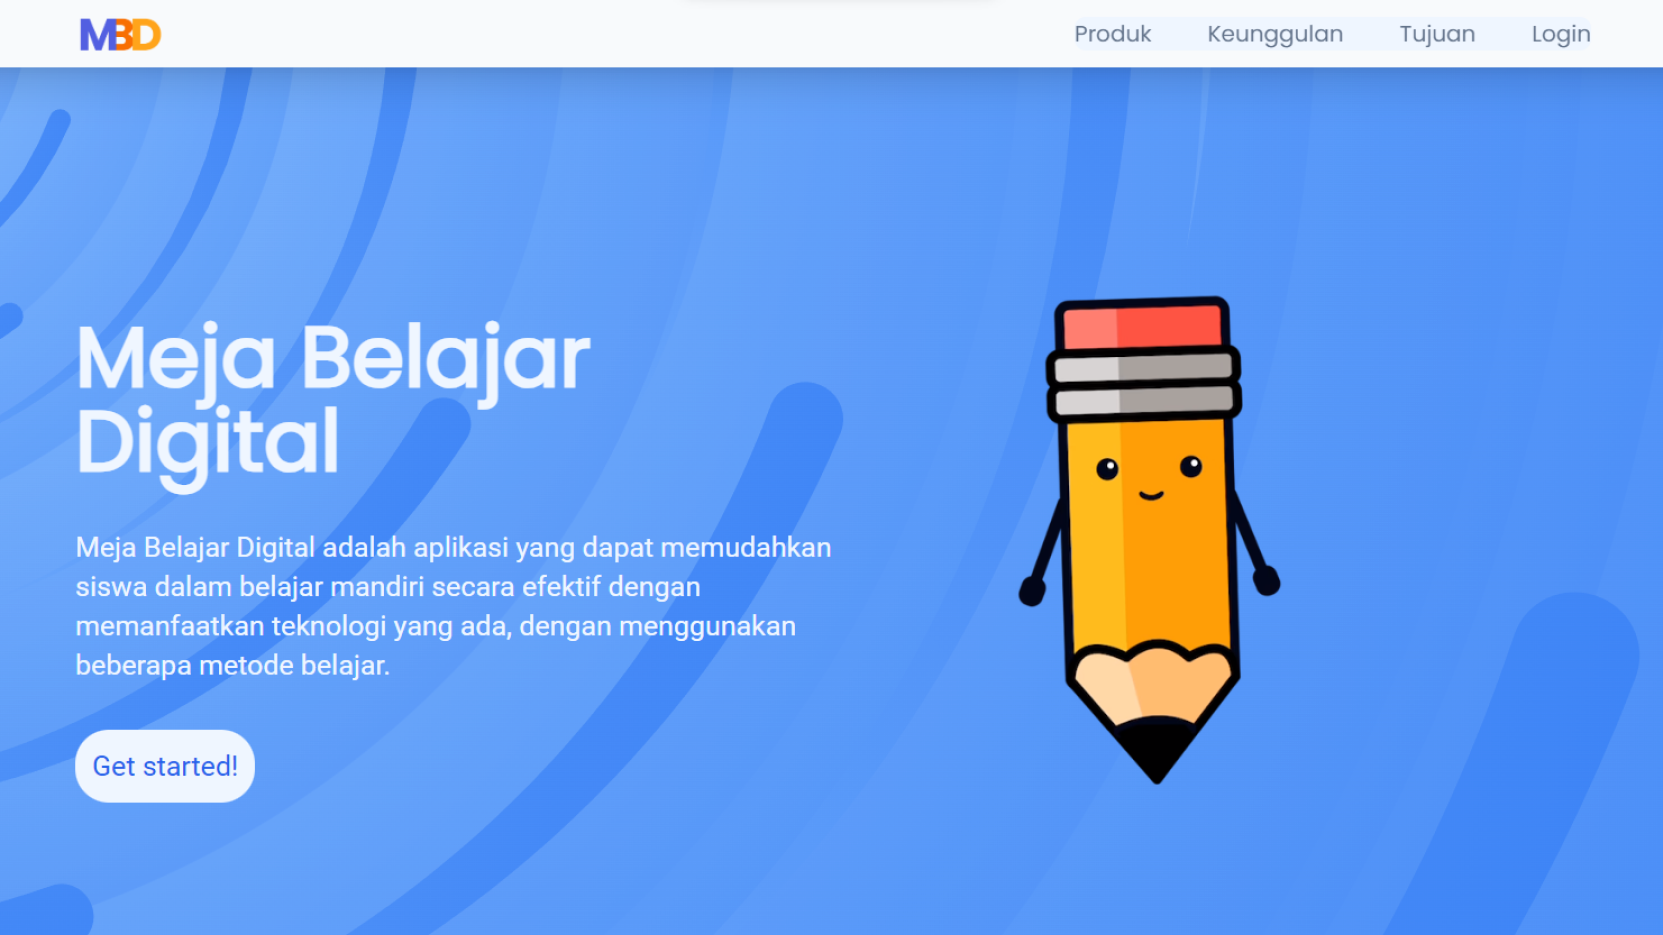 MBD
Produk Keunggulan Tujuan Login
Meja Belajar
Digital
Meja Belajar Digital adalah aplikasi yang dapat memudahkan
siswa dalam belajar mandiri secara efektif dengan
memanfaatkan teknologi yang ada, dengan menggunakan
beberapa metode belajar.
Get started!